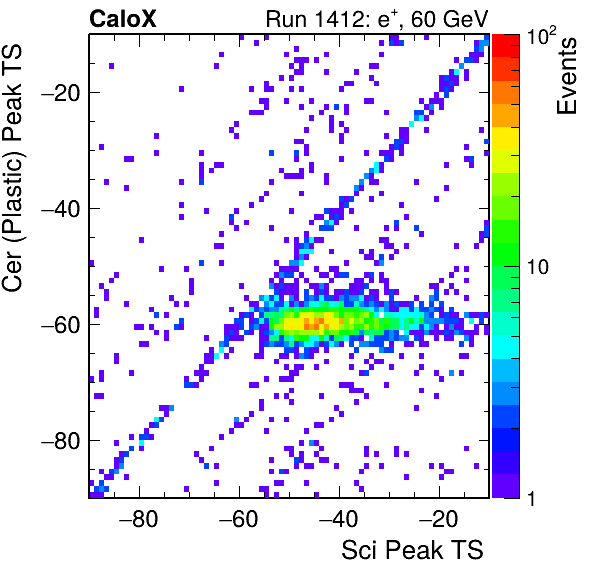 CaloX
Run 1412: e⁺, 60 GeV
Cer (Plastic) Peak TS
−20
−40
−60
−80
−80
−60
−40
−20
Sci Peak TS
10²
10
1
Events